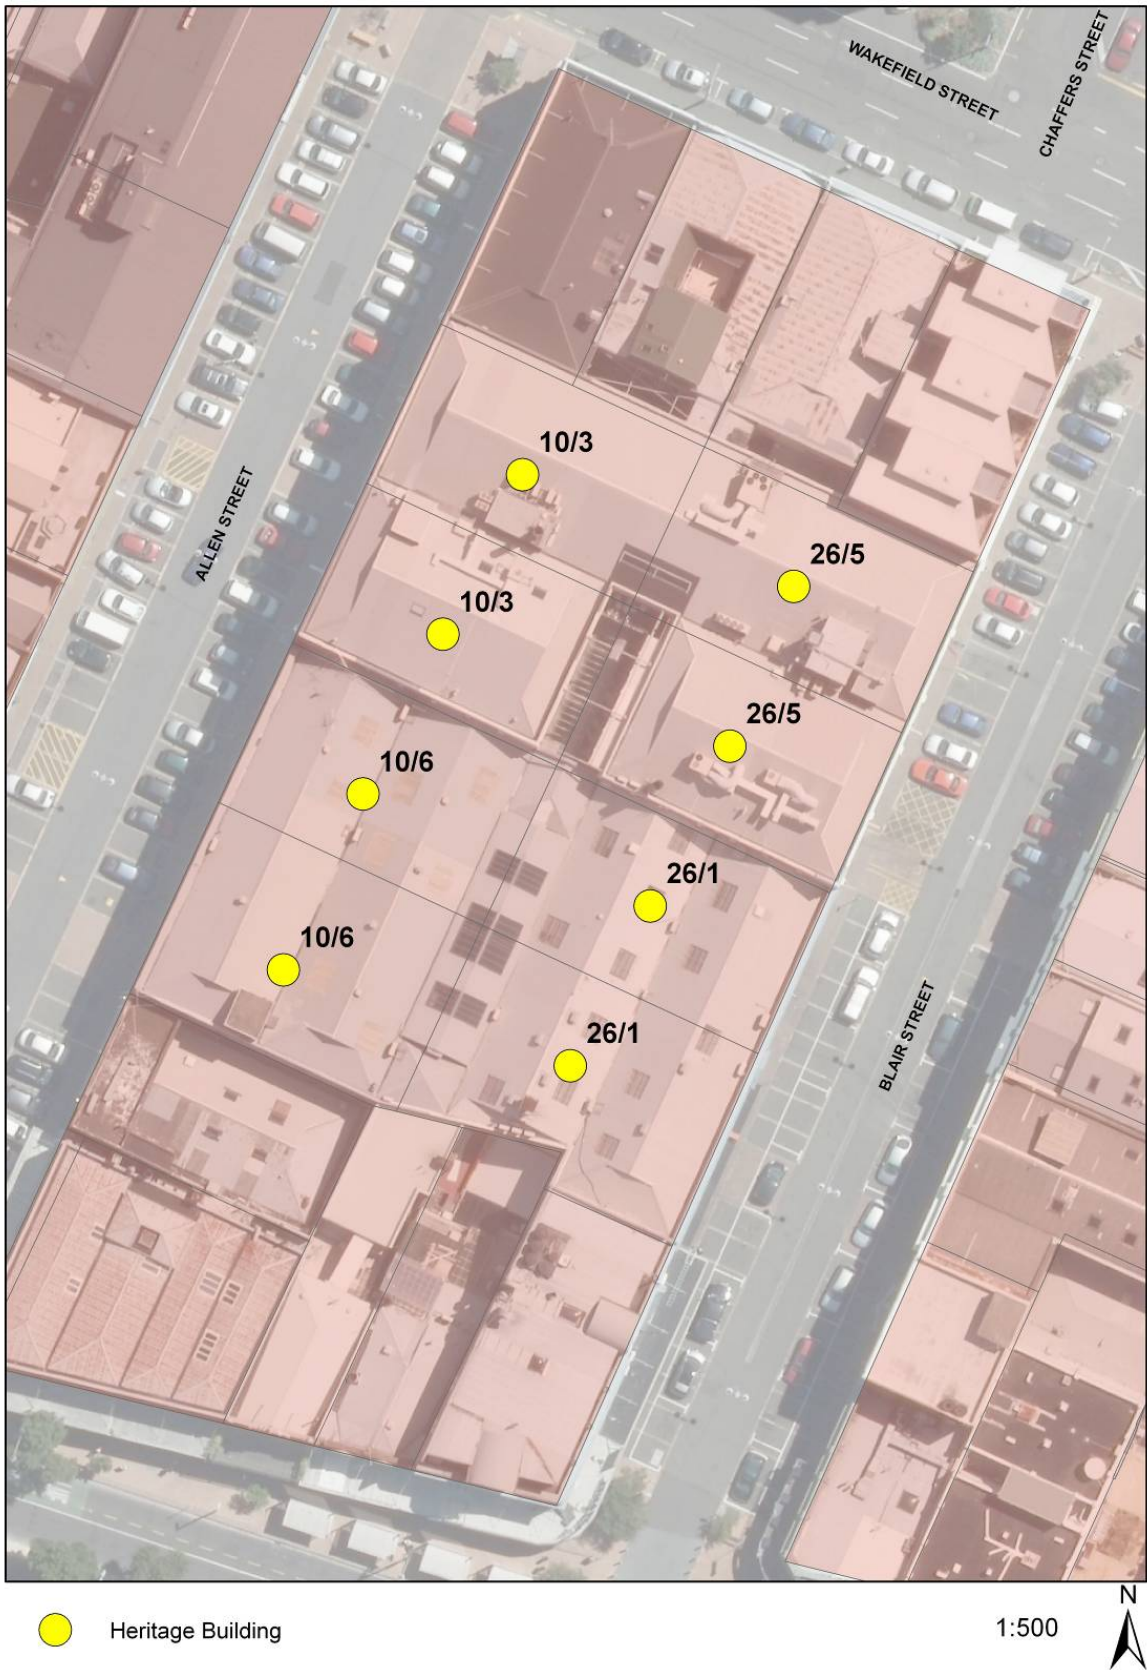 WAKEFIELD STREET
CHAFFERS STREET
10/3
ALLEN STREET
26/5
10/3
26/5
10/6
26/1
10/6
26/1
BLAIR STREET
N
Heritage Building
1:500